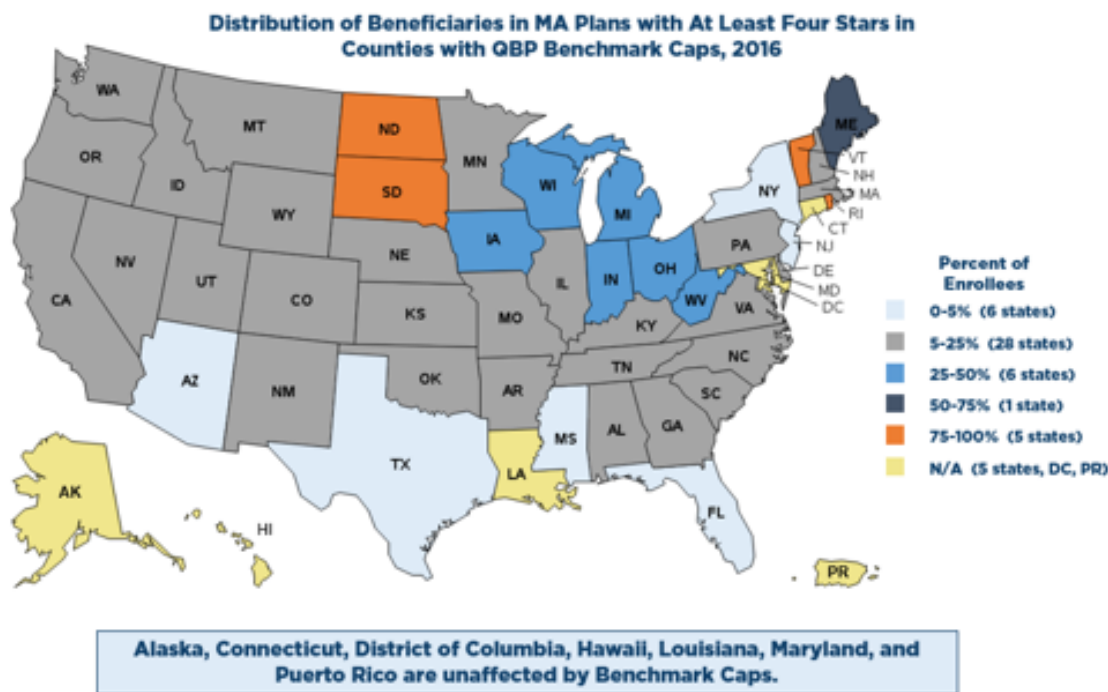 Distribution of Beneficiaries in MA Plans with At Least Four Stars in
Counties with QBP Benchmark Caps, 2016
WA
MT
ND
MN
OR
ID
SD
WY
WI
MI
ME
VT
NH
NY
MA
RI
CT
NV
UT
CO
NE
IA
IL
IN
OH
PA
NJ
DE
MD
DC
CA
KS
MO
KY
WV
VA
AZ
NM
OK
AR
TN
NC
SC
TX
LA
MS
AL
GA
FL
AK
HI
PR
Percent of
Enrollees
0-5% (6 states)
5-25% (28 states)
25-50% (6 states)
50-75% (1 state)
75-100% (5 states)
N/A (5 states, DC, PR)
Alaska, Connecticut, District of Columbia, Hawaii, Louisiana, Maryland, and
Puerto Rico are unaffected by Benchmark Caps.